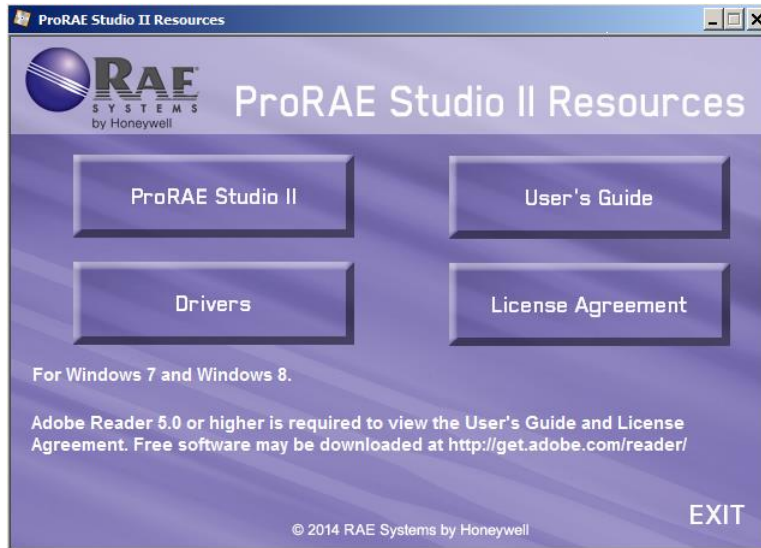 ProRAE Studio II Resources
RAE
SYSTEMS
by Honeywell
ProRAE Studio II Resources
ProRAE Studio II
User's Guide
Drivers
License Agreement
For Windows 7 and Windows 8.
Adobe Reader 5.0 or higher is required to view the User's Guide and License
Agreement. Free software may be downloaded at http://get.adobe.com/reader/
EXIT
© 2014 RAE Systems by Honeywell